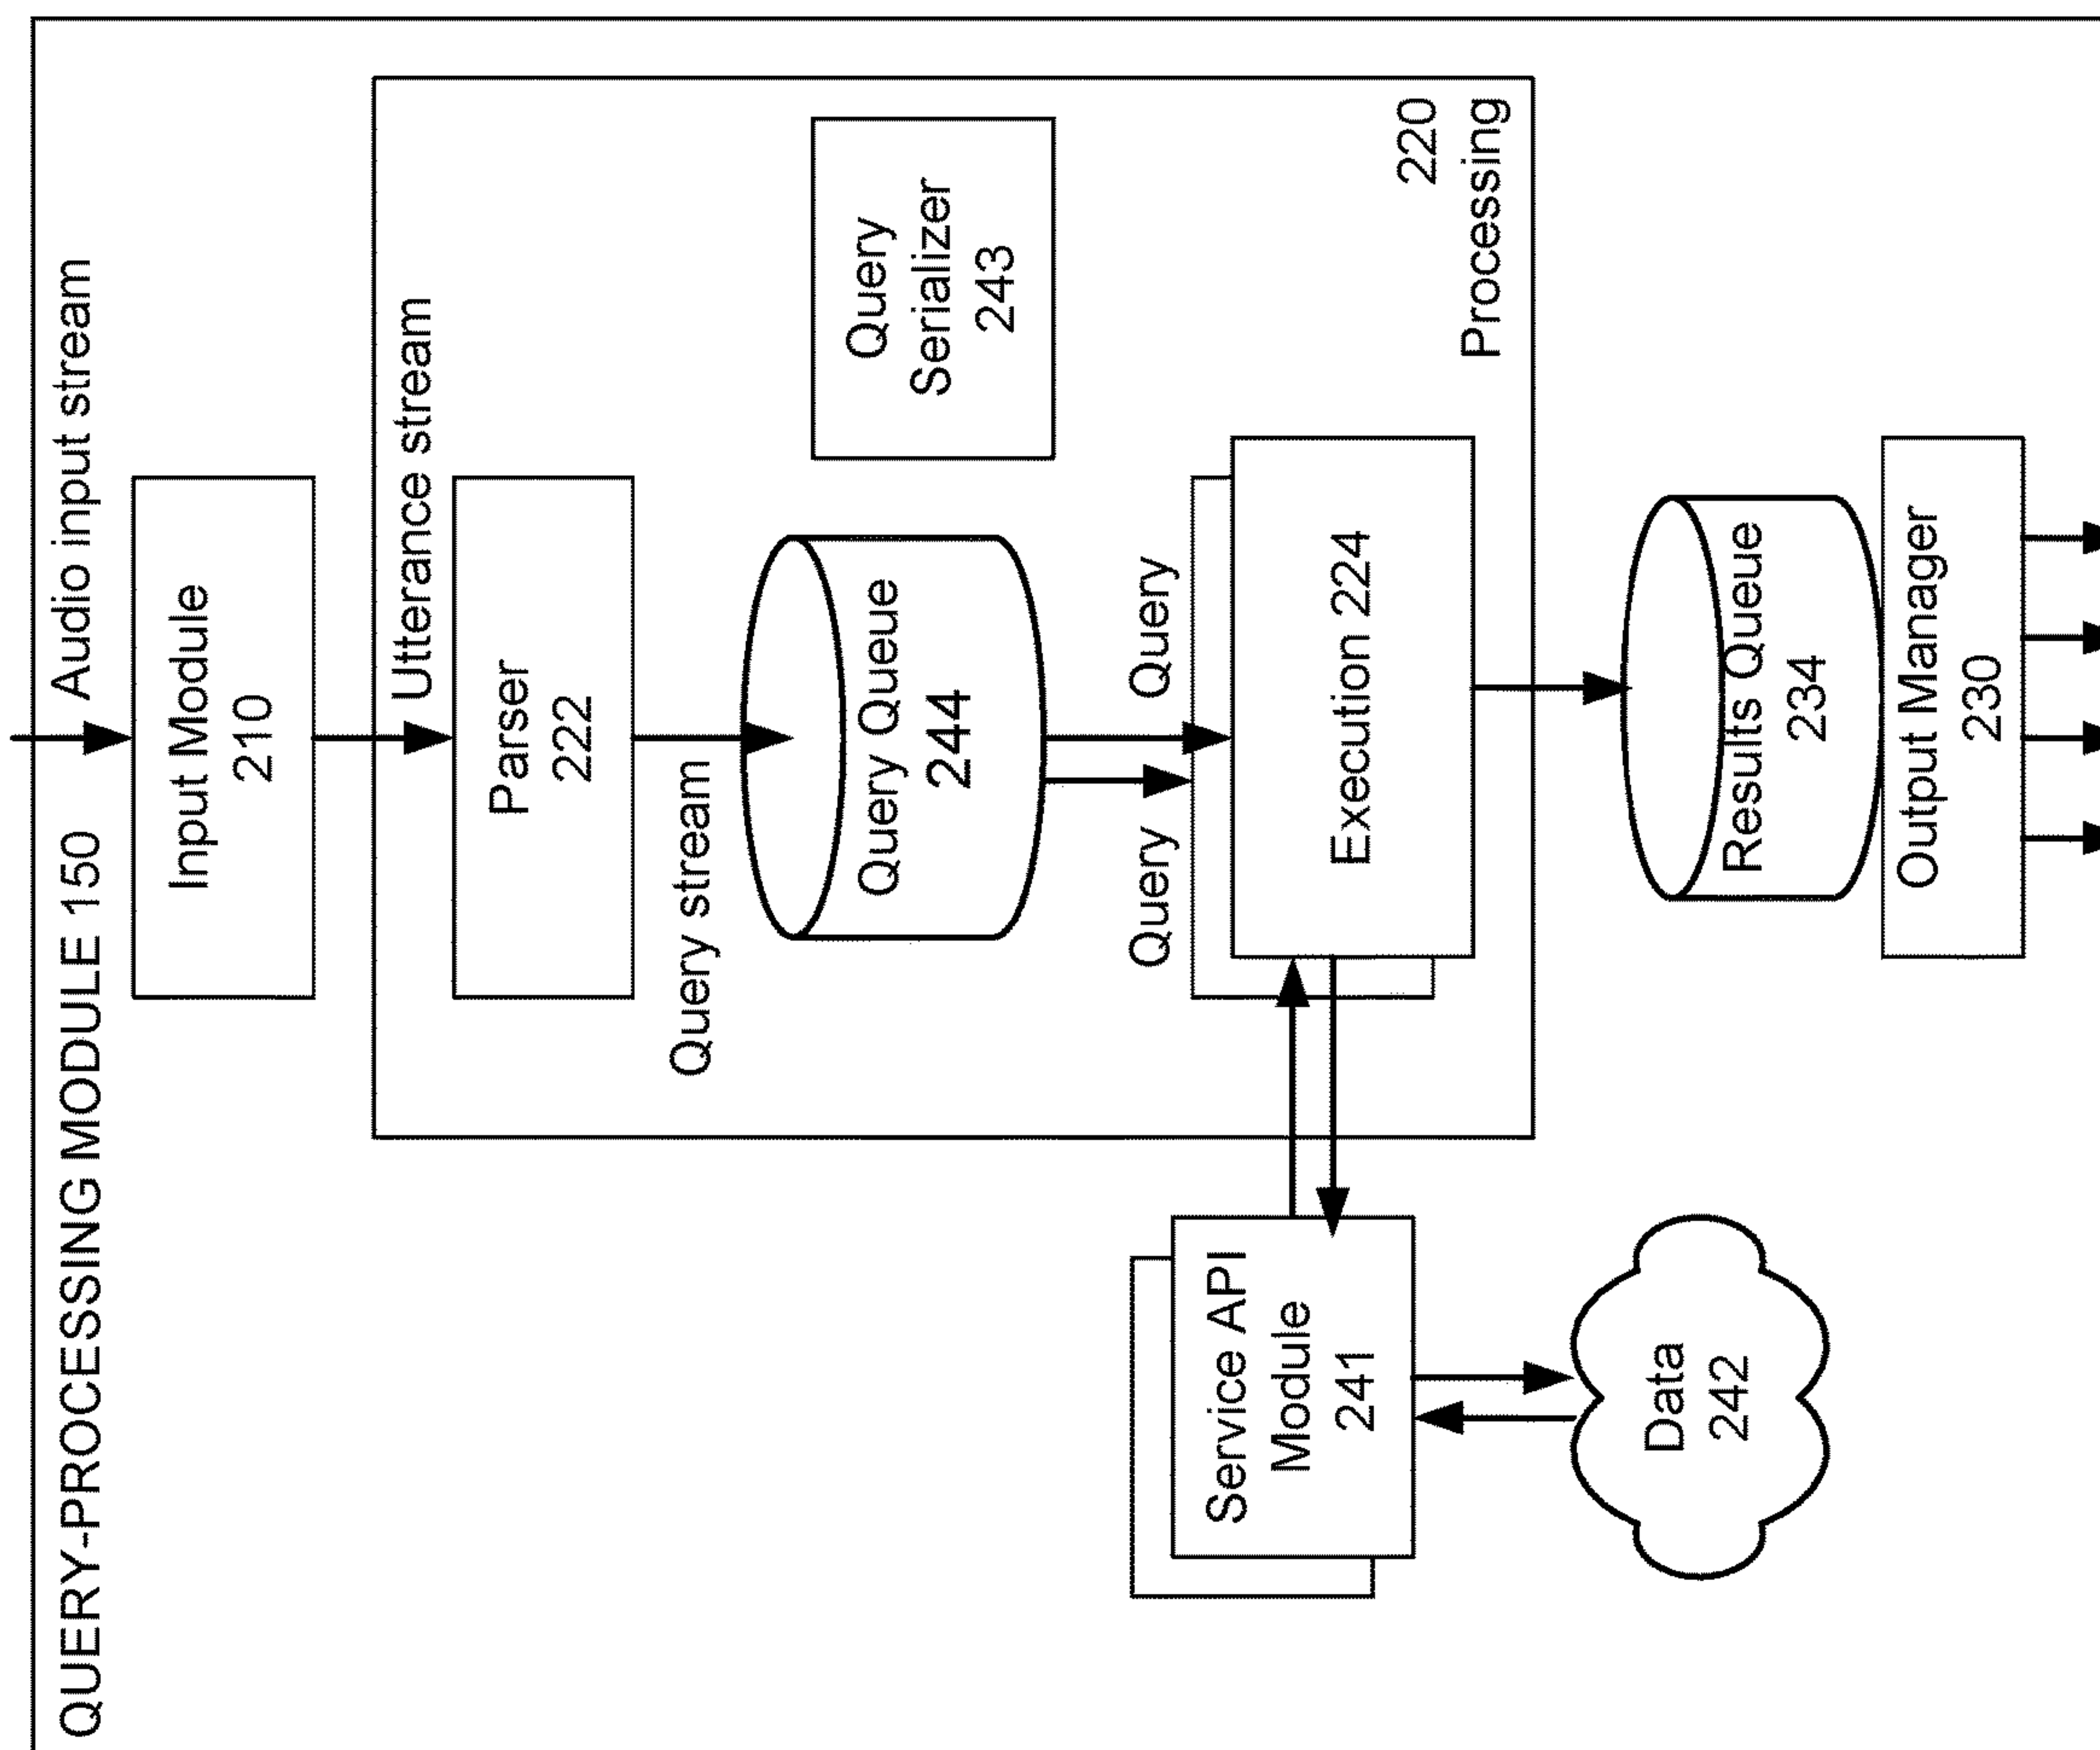 QUERY-PROCESSING MODULE 150
Audio input stream
Input Module
210
Utterance stream
Parser
222
Query stream
Query Queue
244
Query
Serializer
243
Query
Query
Execution 224
220
Processing
Service API
Module
241
Data
242
Results Queue
234
Output Manager
230